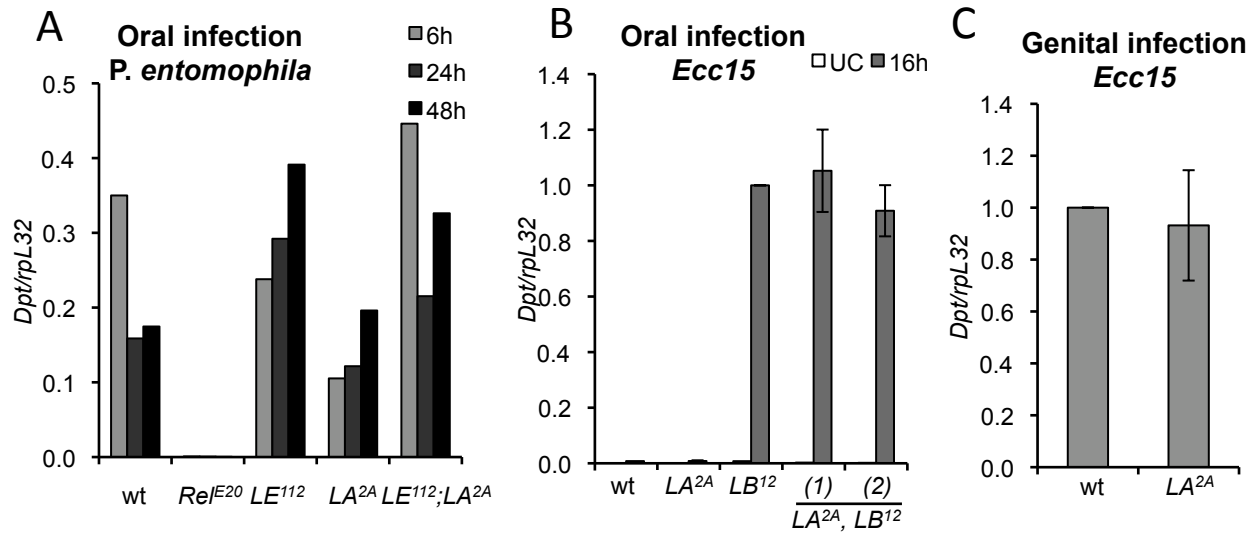 A
Oral infection
P. entomophila
6h
24h
48h
0.5
0.4
0.3
0.2
0.1
0.0
Dpt/rpL32
wt RelE20 LE112 LA2A LE112;LA2A
B
Oral infection
Ecc15
UC 16h
1.4
1.2
1.0
0.8
0.6
0.4
0.2
0.0
Dpt/rpL32
wt LA2A LB12 (1) (2)
LA2A, LB12
C
Genital infection
Ecc15
1.4
1.2
1.0
0.8
0.6
0.4
0.2
0.0
Dpt/rpL32
wt LA2A